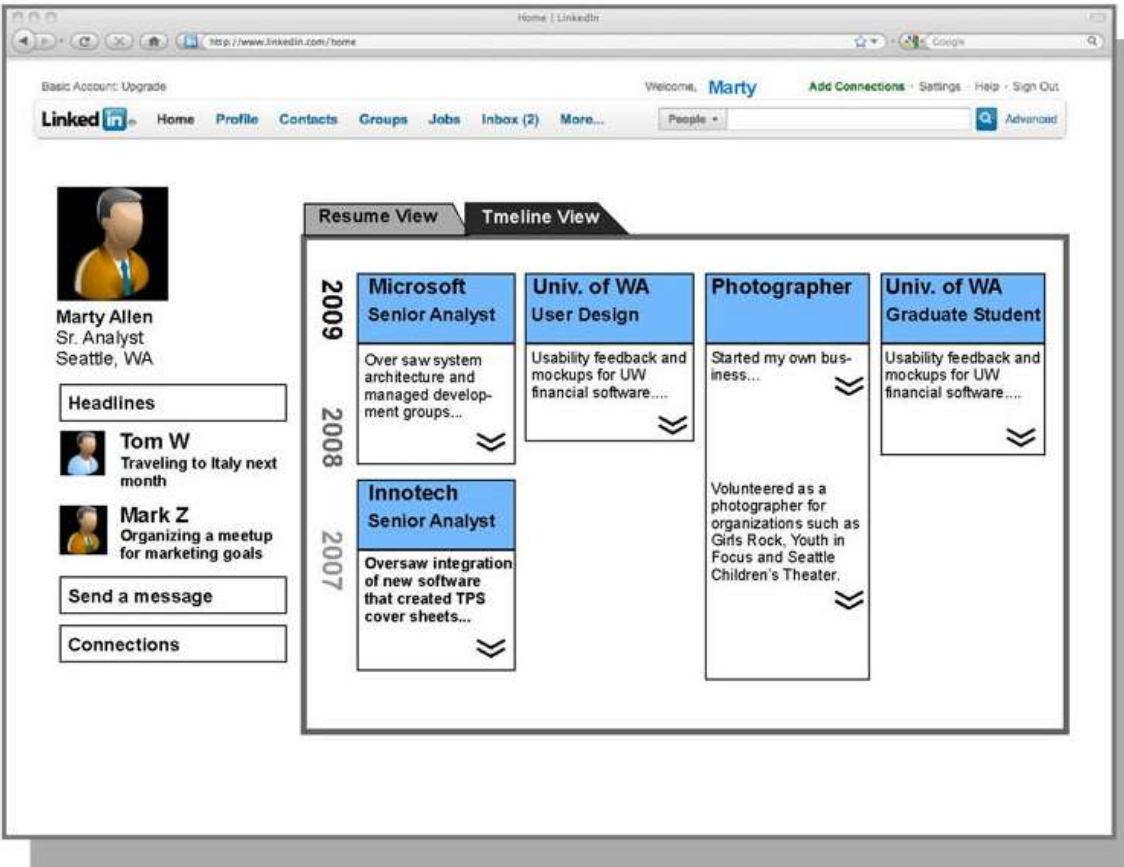 Home | LinkedIn
http://www.linkedin.com/home
Google
Basic Account: Upgrade
Welcome, Marty
Add Connections · Settings · Help · Sign Out
Linked in
Home Profile Contacts Groups Jobs Inbox (2) More...
People
Advanced
Marty Allen
Sr. Analyst
Seattle, WA
Headlines
Tom W
Traveling to Italy next
month
Mark Z
Organizing a meetup
for marketing goals
Send a message
Connections
Resume View
Tmeline View
2009
2008
2007
Microsoft
Senior Analyst
Over saw system
architecture and
managed develop-
ment groups...
Innotech
Senior Analyst
Oversaw integration
of new software
that created TPS
cover sheets...
Univ. of WA
User Design
Usability feedback and
mockups for UW
financial software....
Photographer
Started my own bus-
iness...
Volunteered as a
photographer for
organizations such as
Girls Rock, Youth in
Focus and Seattle
Children's Theater.
Univ. of WA
Graduate Student
Usability feedback and
mockups for UW
financial software....